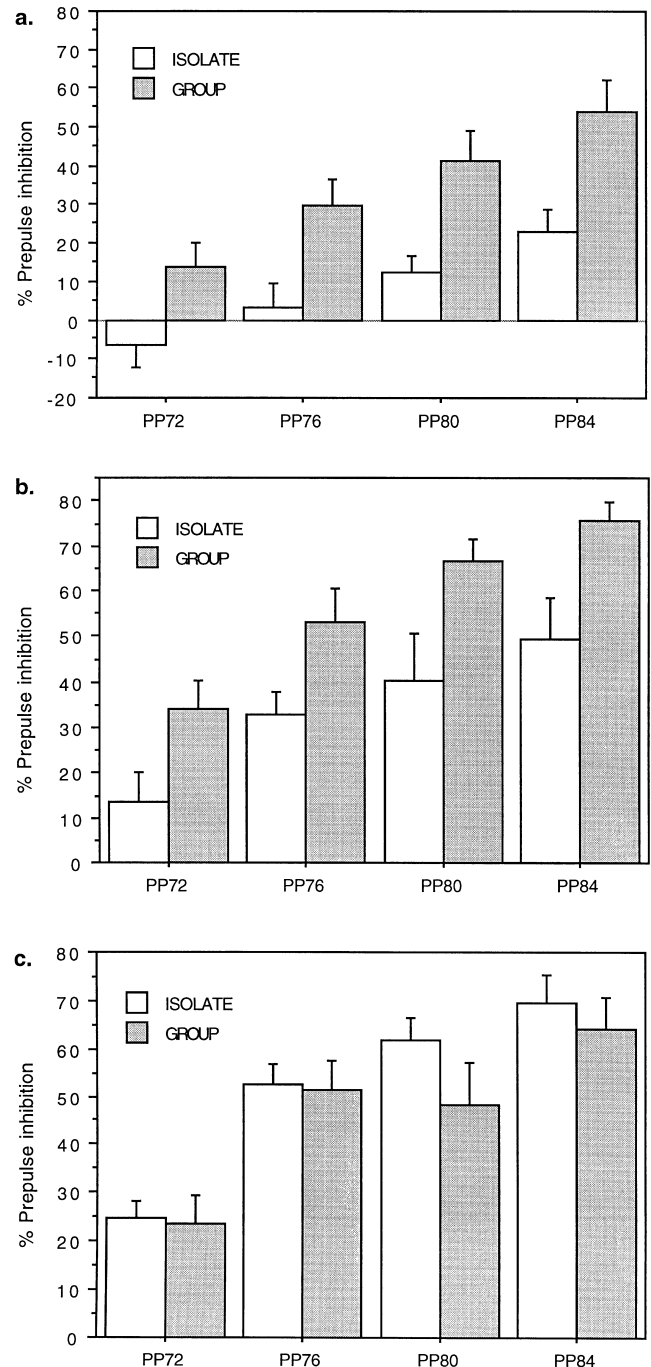 a.
80
70
60
50
40
30
20
10
0
-10
-20
% Prepulse inhibition
ISOLATE
GROUP
PP72 PP76 PP80 PP84
b.
80
70
60
50
40
30
20
10
0
% Prepulse inhibition
ISOLATE
GROUP
PP72 PP76 PP80 PP84
c.
80
70
60
50
40
30
20
10
0
% Prepulse inhibition
ISOLATE
GROUP
PP72 PP76 PP80 PP84